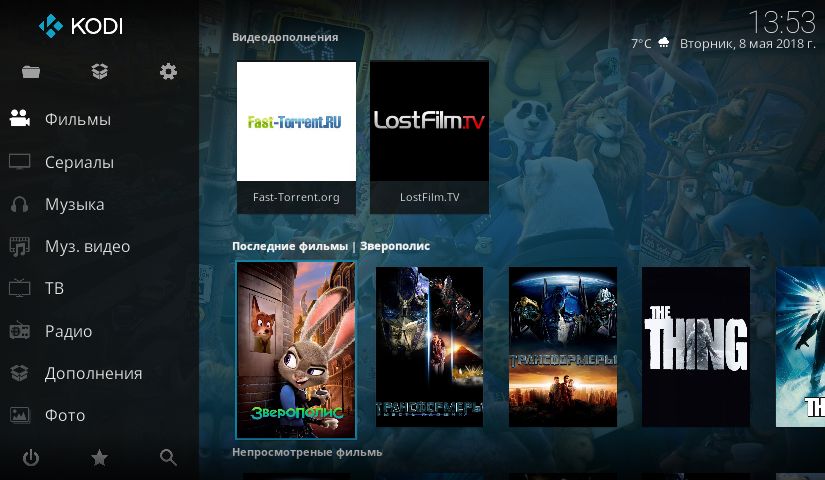 KODI
13:53
7°C Вторник, 8 мая 2018 г.
Фильмы
Сериалы
Музыка
Муз. видео
ТВ
Радио
Дополнения
Фото
Видеодополнения
Fast-Torrent.RU
LostFilm.TV
Fast-Torrent.org
LostFilm.TV
Последние фильмы | Зверополис
Зверополис
ТРАНСФОРМЕРЫ
ТРАНСФОРМЕРЫ
THE
THING
Непросмотреные фильмы